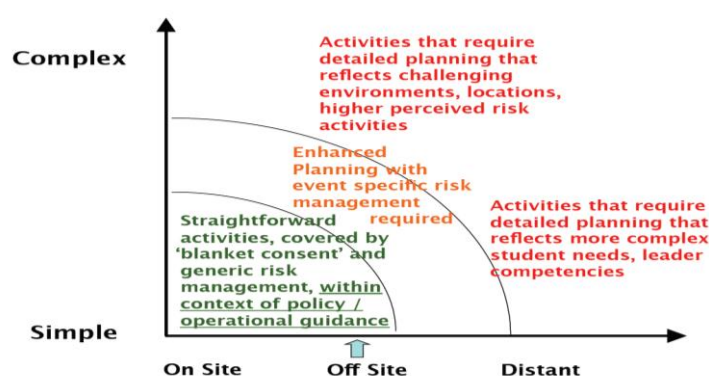 Complex
Activities that require
detailed planning that
reflects challenging
environments, locations,
higher perceived risk
activities
Enhanced
Planning with
event specific risk
management
required
Activities that require
detailed planning that
reflects more complex
student needs, leader
competencies
Straightforward
activities, covered by
‘blanket consent’ and
generic risk
management, within
context of policy /
operational guidance
Simple
On Site
Off Site
Distant